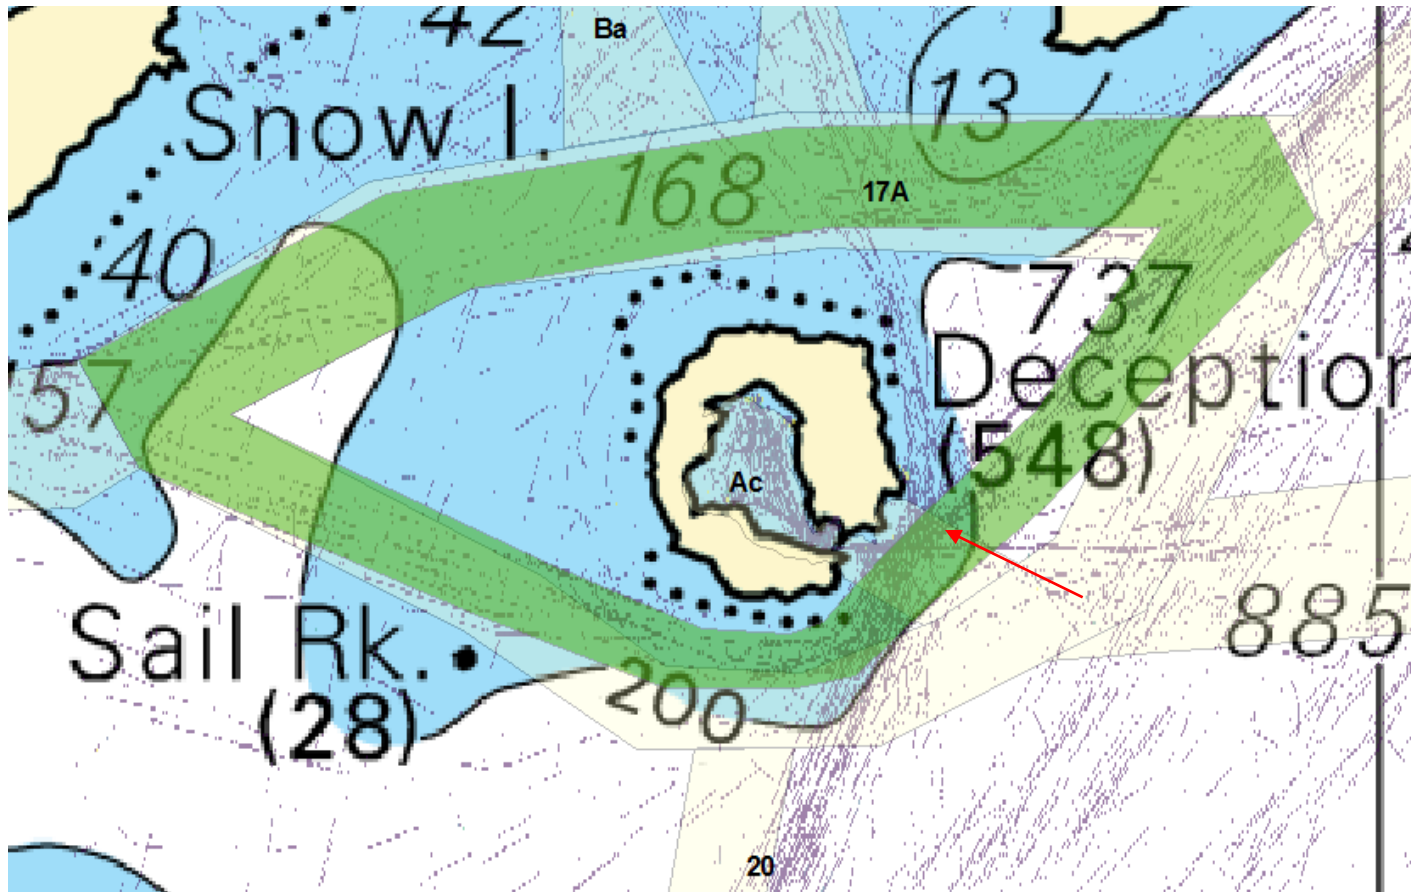 42
Ba
Snow I.
13
168
17A
40
737
57
Deception
(548)
Ac
885
Sail Rk.
200
(28)
20